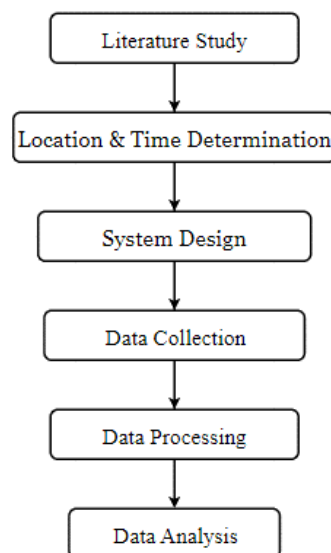 Literature Study
Location & Time Determination
System Design
Data Collection
Data Processing
Data Analysis